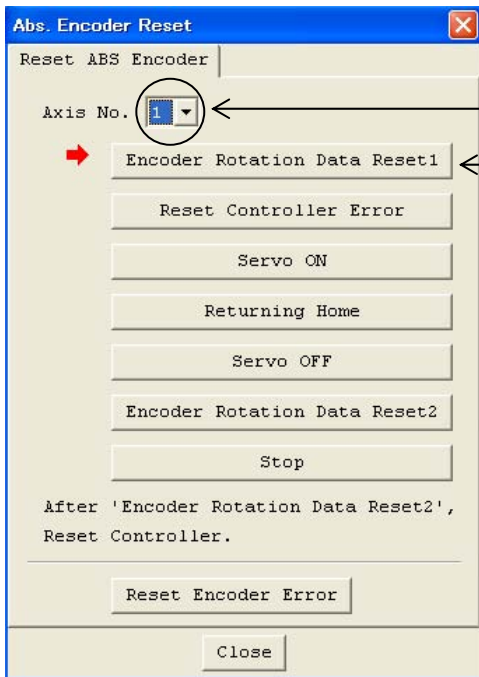 Abs. Encoder Reset
Reset ABS Encoder
Axis No. 1
Encoder Rotation Data Reset1
Reset Controller Error
Servo ON
Returning Home
Servo OFF
Encoder Rotation Data Reset2
Stop
After 'Encoder Rotation Data Reset2',
Reset Controller.
Reset Encoder Error
Close